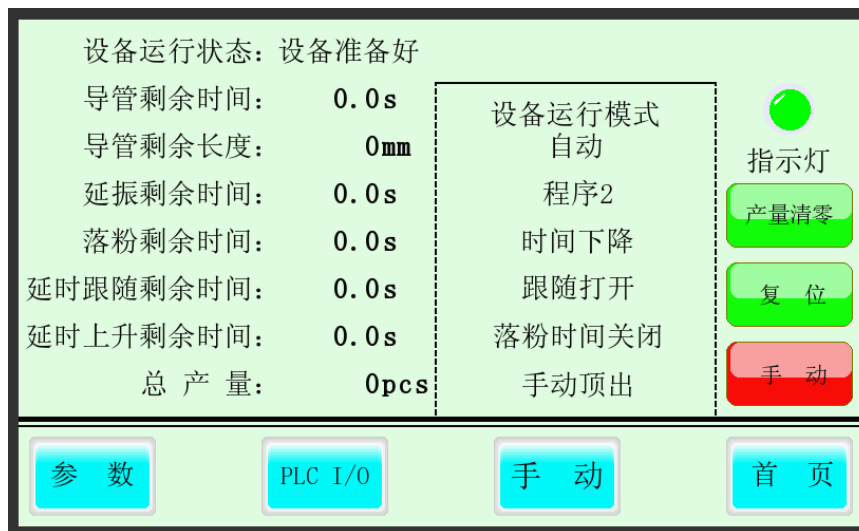 设备运行状态：设备准备好
导管剩余时间： 0.0s
导管剩余长度： 0mm
延振剩余时间： 0.0s
落粉剩余时间： 0.0s
延时跟随剩余时间： 0.0s
延时上升剩余时间： 0.0s
总 产 量： 0pcs
设备运行模式
自动
程序2
时间下降
跟随打开
落粉时间关闭
手动顶出
指示灯
产量清零
复 位
手 动
参 数
PLC I/O
手 动
首 页